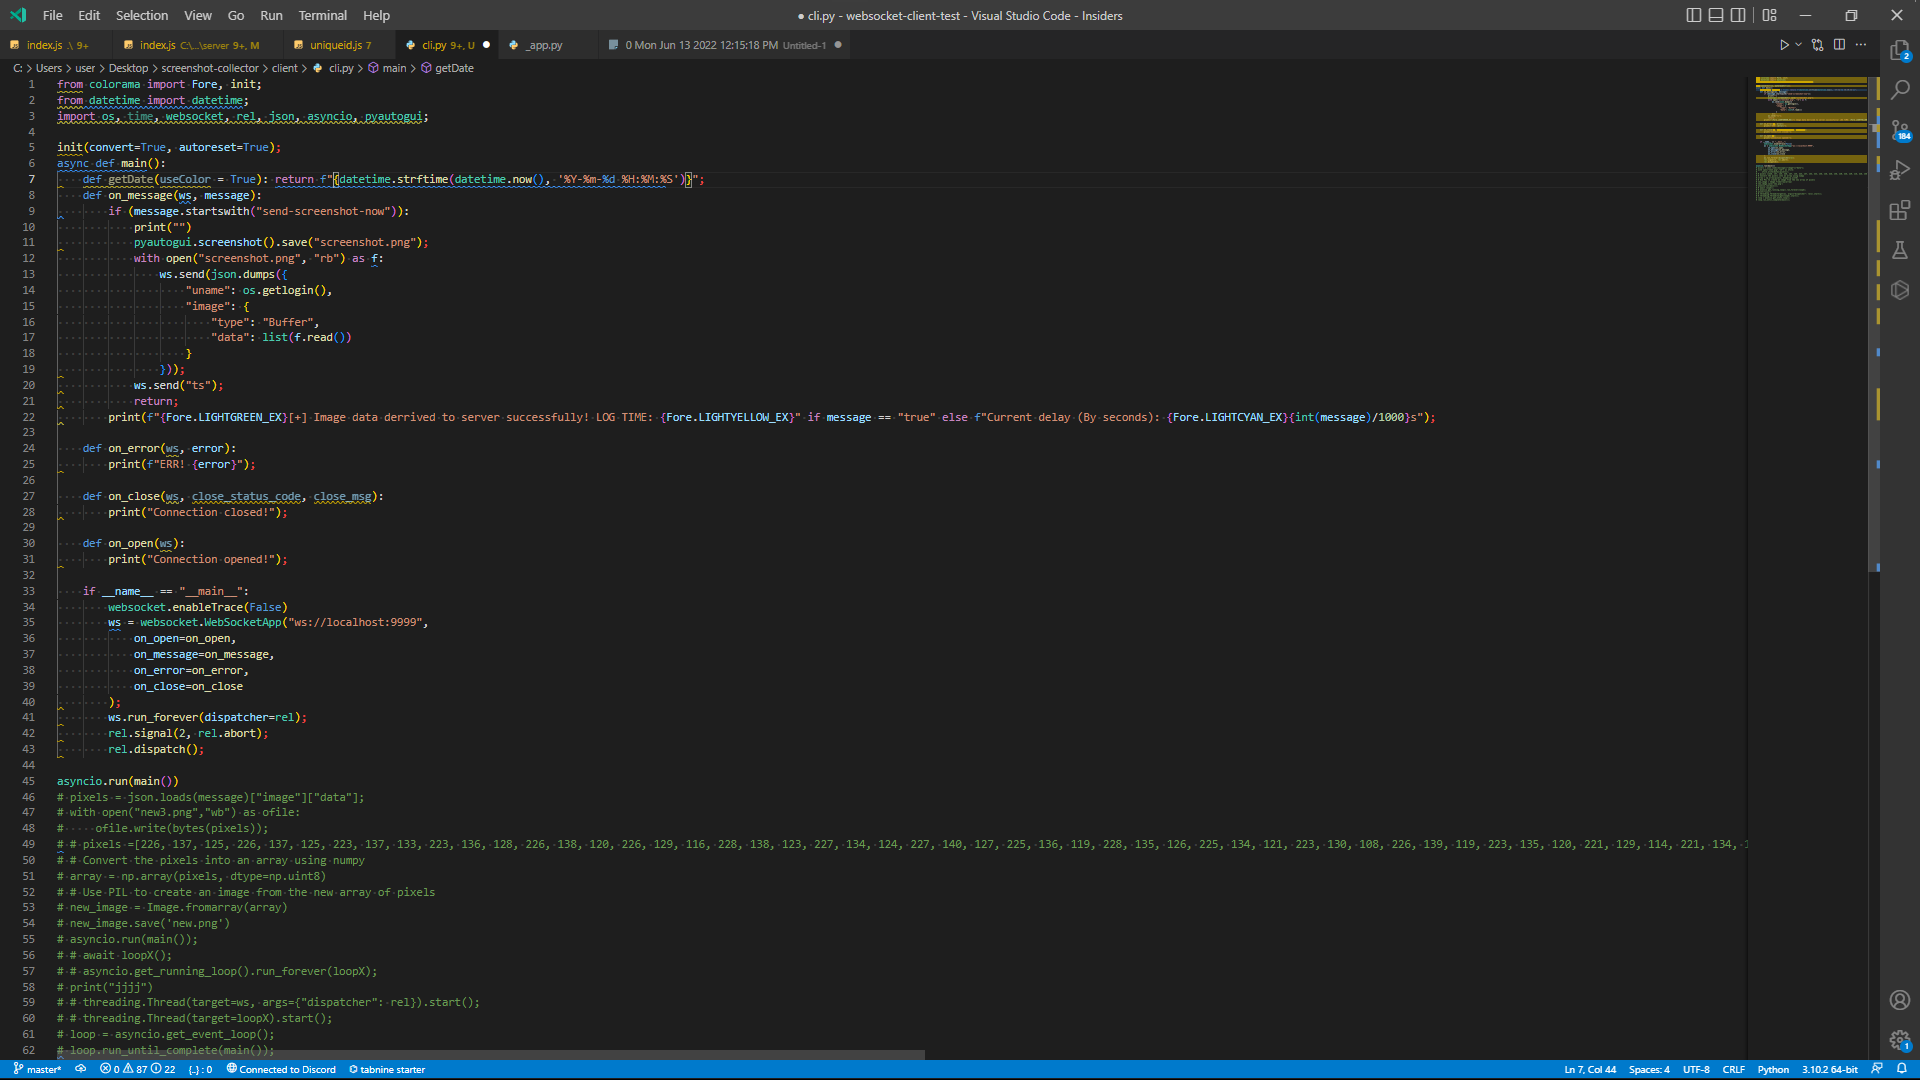 File Edit Selection View Go Run Terminal Help
● cli.py - websocket-client-test - Visual Studio Code - Insiders
index.js .\ 9+
index.js C:\...\server 9+, M
uniqueid.js 7
cli.py 9+, U
_app.py
0 Mon Jun 13 2022 12:15:18 PM Untitled-1
C: > Users > user > Desktop > screenshot-collector > client > cli.py > main > getDate
1 from colorama import Fore, init;
2 from datetime import datetime;
3 import os, time, websocket, rel, json, asyncio, pyautogui;
4
5 init(convert=True, autoreset=True);
6 async def main():
7     def getDate(useColor = True): return f"{datetime.strftime(datetime.now(), '%Y-%m-%d %H:%M:%S')}";
8     def on_message(ws, message):
9         if (message.startswith("send-screenshot-now")):
10             print("")
11             pyautogui.screenshot().save("screenshot.png");
12             with open("screenshot.png", "rb") as f:
13                 ws.send(json.dumps({
14                     "uname": os.getlogin(),
15                     "image": {
16                         "type": "Buffer",
17                         "data": list(f.read())
18                     }
19                 }));
20             ws.send("ts");
21             return;
22         print(f"{Fore.LIGHTGREEN_EX}[+] Image data derrived to server successfully! LOG TIME: {Fore.LIGHTYELLOW_EX}" if message == "true" else f"Current delay (By seconds): {Fore.LIGHTCYAN_EX}{int(message)/1000}s");
23
24     def on_error(ws, error):
25         print(f"ERR! {error}");
26
27     def on_close(ws, close_status_code, close_msg):
28         print("Connection closed!");
29
30     def on_open(ws):
31         print("Connection opened!");
32
33     if __name__ == "__main__":
34         websocket.enableTrace(False)
35         ws = websocket.WebSocketApp("ws://localhost:9999",
36             on_open=on_open,
37             on_message=on_message,
38             on_error=on_error,
39             on_close=on_close
40         );
41         ws.run_forever(dispatcher=rel);
42         rel.signal(2, rel.abort);
43         rel.dispatch();
44
45 asyncio.run(main())
46 # pixels = json.loads(message)["image"]["data"];
47 # with open("new3.png","wb") as ofile:
48 #     ofile.write(bytes(pixels));
49 # # pixels =[226, 137, 125, 226, 137, 125, 223, 137, 133, 223, 136, 128, 226, 138, 120, 226, 129, 116, 228, 138, 123, 227, 134, 124, 227, 140, 127, 225, 136, 119, 228, 135, 126, 225, 134, 121, 223, 130, 108, 226, 139, 119, 223, 135, 120, 221, 129, 114, 221, 134,
50 # # Convert the pixels into an array using numpy
51 # array = np.array(pixels, dtype=np.uint8)
52 # # Use PIL to create an image from the new array of pixels
53 # new_image = Image.fromarray(array)
54 # new_image.save('new.png')
55 # asyncio.run(main());
56 # # await loopX();
57 # # asyncio.get_running_loop().run_forever(loopX);
58 # print("jjjj")
59 # # threading.Thread(target=ws, args={"dispatcher": rel}).start();
60 # # threading.Thread(target=loopX).start();
61 # loop = asyncio.get_event_loop();
62 # loop.run_until_complete(main());
2
184
1
master* 0 87 22 {..} : 0 Connected to Discord tabnine starter
Ln 7, Col 44 Spaces: 4 UTF-8 CRLF Python 3.10.2 64-bit